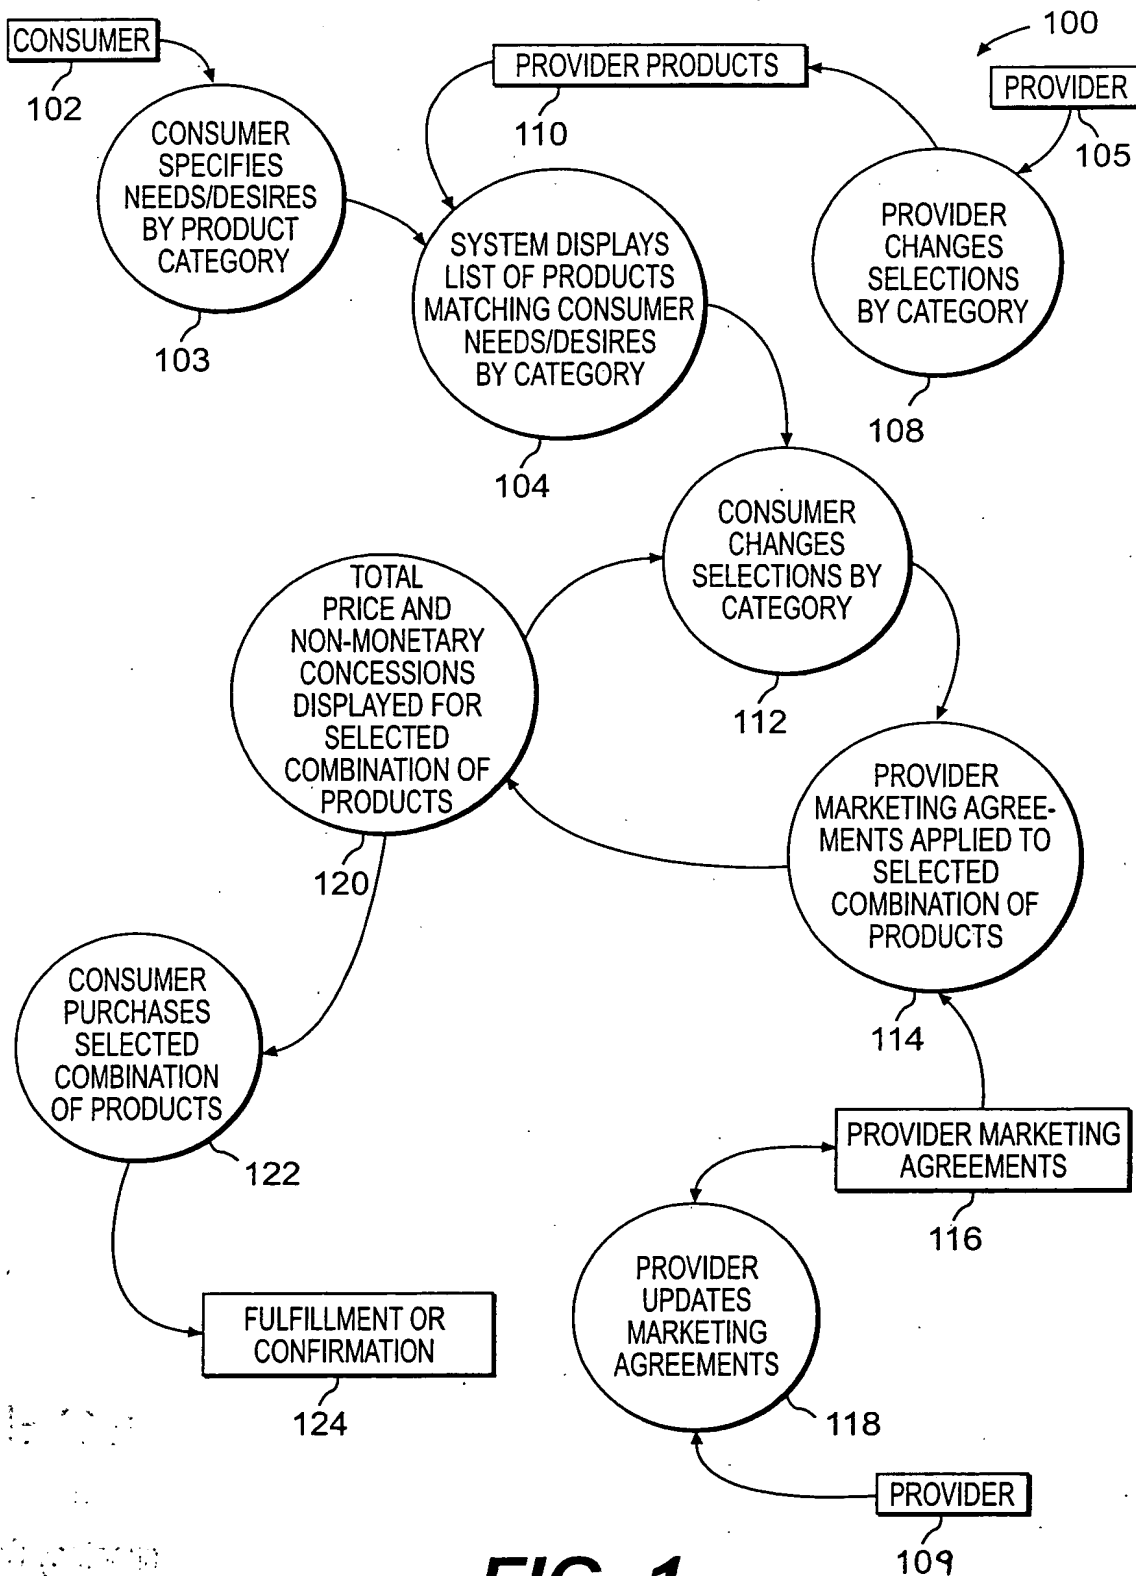 CONSUMER
102
100
PROVIDER PRODUCTS
110
PROVIDER
105
CONSUMER
SPECIFIES
NEEDS/DESIRES
BY PRODUCT
CATEGORY
103
SYSTEM DISPLAYS
LIST OF PRODUCTS
MATCHING CONSUMER
NEEDS/DESIRES
BY CATEGORY
104
PROVIDER
CHANGES
SELECTIONS
BY CATEGORY
108
CONSUMER
CHANGES
SELECTIONS BY
CATEGORY
112
TOTAL
PRICE AND
NON-MONETARY
CONCESSIONS
DISPLAYED FOR
SELECTED
COMBINATION OF
PRODUCTS
120
PROVIDER
MARKETING AGREE-
MENTS APPLIED TO
SELECTED
COMBINATION OF
PRODUCTS
114
CONSUMER
PURCHASES
SELECTED
COMBINATION
OF PRODUCTS
122
PROVIDER MARKETING
AGREEMENTS
116
PROVIDER
UPDATES
MARKETING
AGREEMENTS
118
FULFILLMENT OR
CONFIRMATION
124
PROVIDER
109
FIG. 1